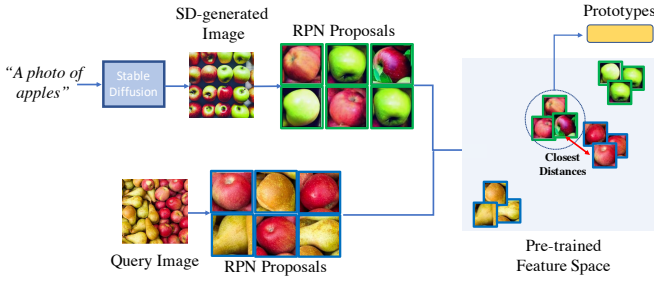 SD-generated
Image
RPN Proposals
Prototypes
“A photo of
apples”
Stable
Diffusion
Closest
Distances
Query Image
RPN Proposals
Pre-trained
Feature Space